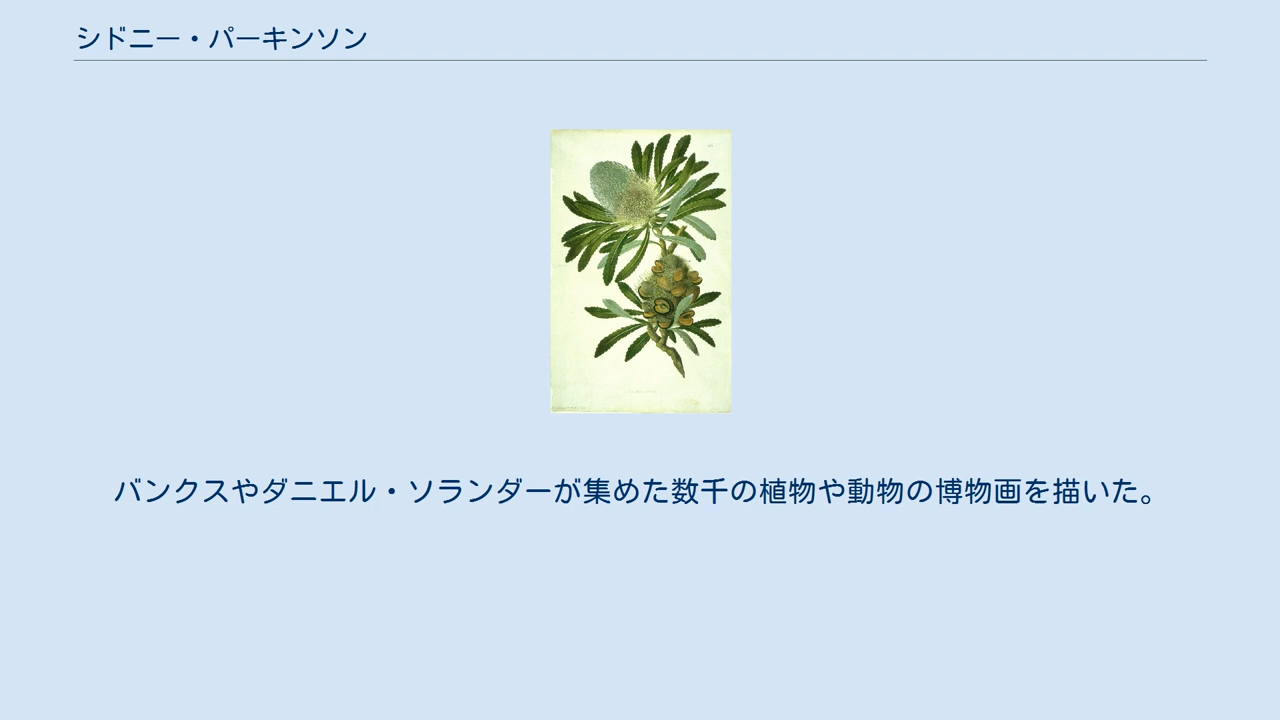 シドニー・パーキンソン
バンクスやダニエル・ソランダーが集めた数千の植物や動物の博物画を描いた。